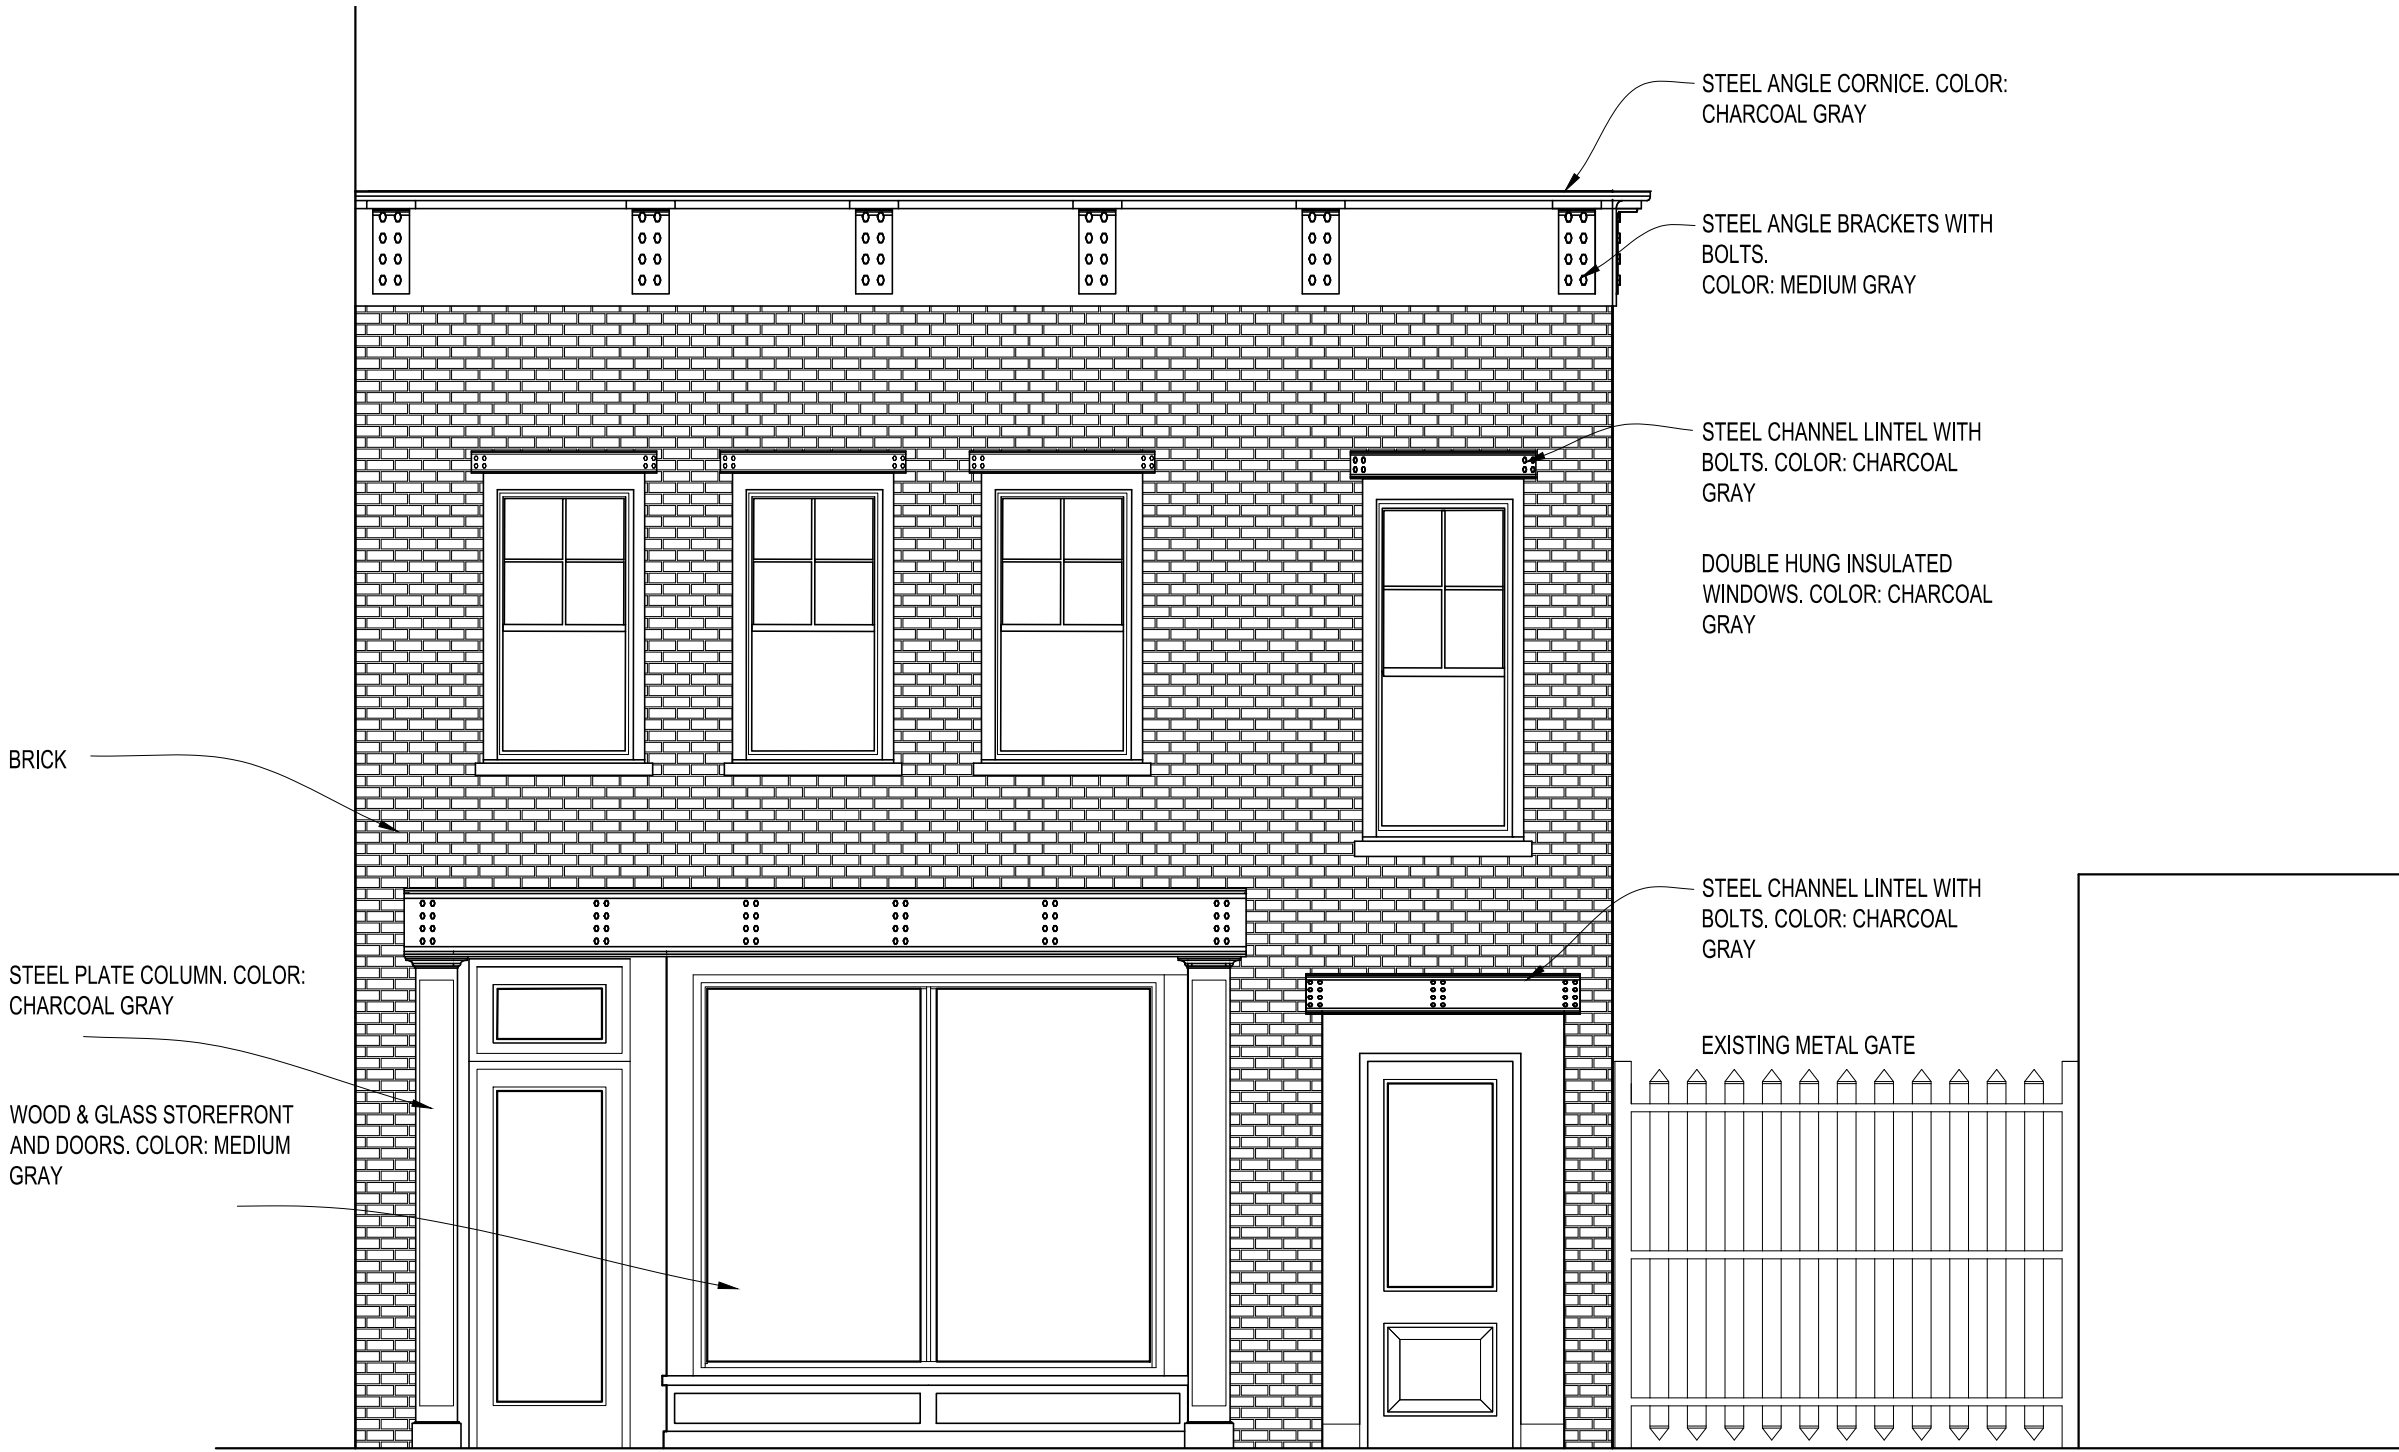 STEEL ANGLE CORNICE. COLOR:
CHARCOAL GRAY
STEEL ANGLE BRACKETS WITH
BOLTS.
COLOR: MEDIUM GRAY
STEEL CHANNEL LINTEL WITH
BOLTS. COLOR: CHARCOAL
GRAY
DOUBLE HUNG INSULATED
WINDOWS. COLOR: CHARCOAL
GRAY
BRICK
STEEL CHANNEL LINTEL WITH
BOLTS. COLOR: CHARCOAL
GRAY
STEEL PLATE COLUMN. COLOR:
CHARCOAL GRAY
EXISTING METAL GATE
WOOD & GLASS STOREFRONT
AND DOORS. COLOR: MEDIUM
GRAY